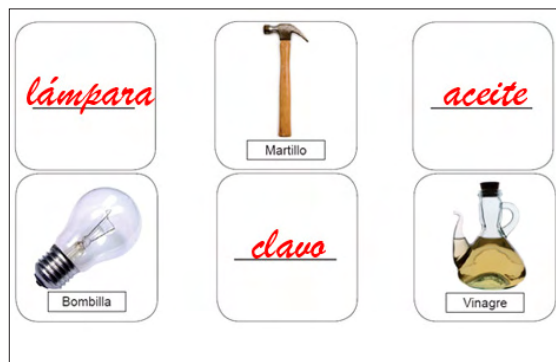 lámpara
Martillo
aceite
Bombilla
clavo
Vinagre